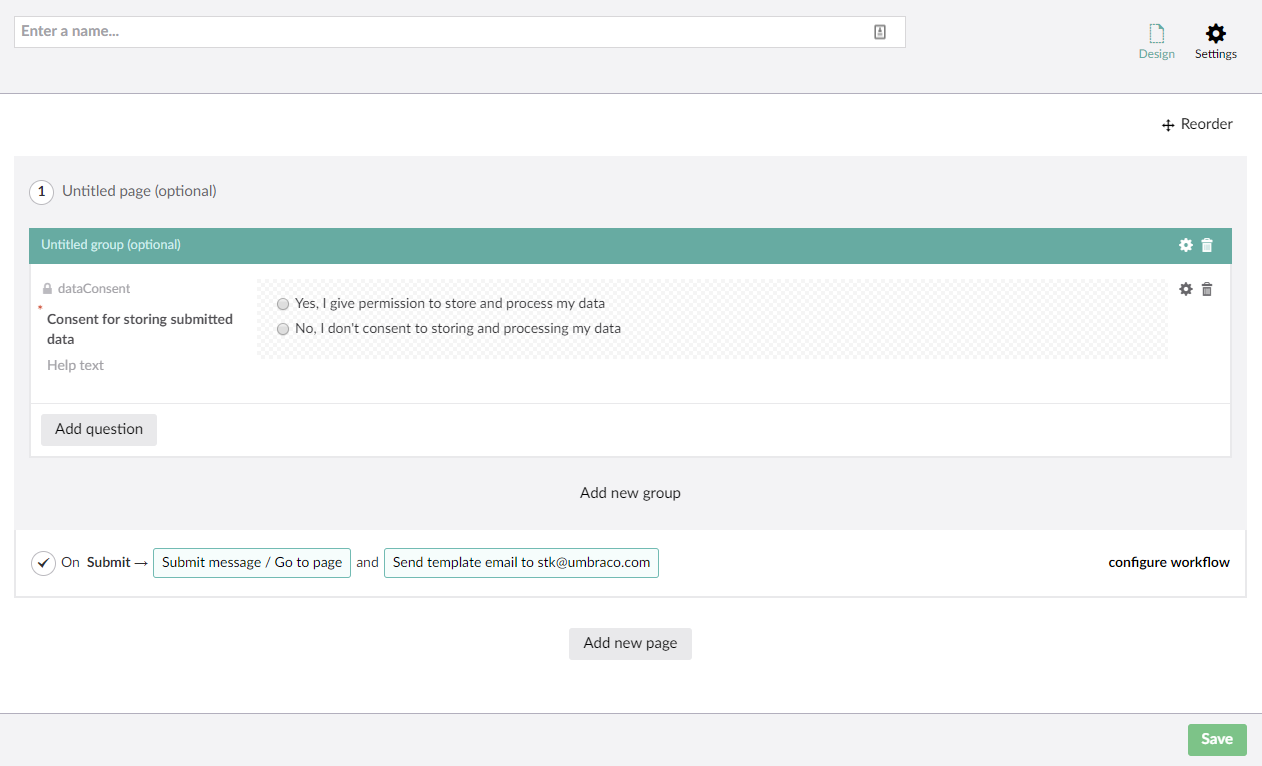 Enter a name...
Design
Settings
Reorder
1 Untitled page (optional)
Untitled group (optional)
dataConsent
* Consent for storing submitted
data
Help text
Yes, I give permission to store and process my data
No, I don't consent to storing and processing my data
Add question
Add new group
On Submit → Submit message / Go to page and Send template email to stk@umbraco.com configure workflow
Add new page
Save